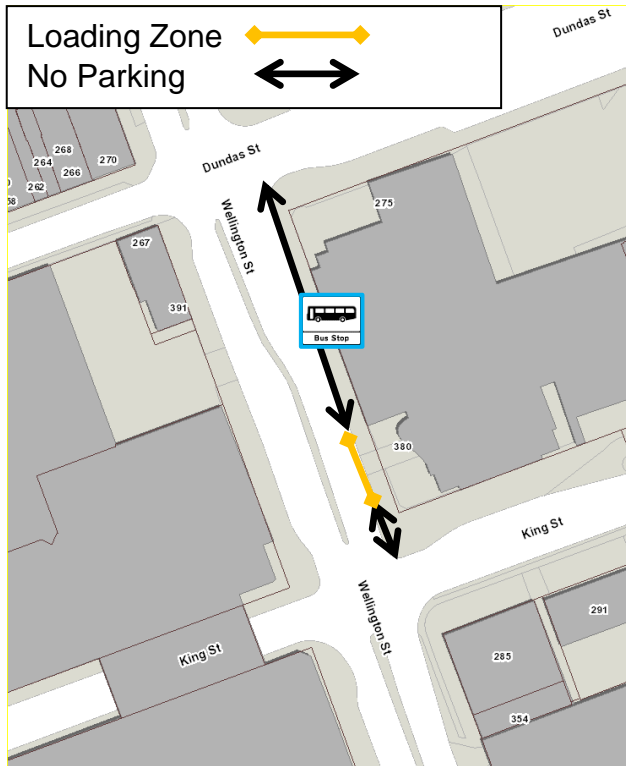 Loading Zone
No Parking
Dundas St
268
264
270
266
262
58
Dundas St
275
Wellington St
267
391
Bus Stop
380
King St
Wellington St
291
King St
285
354